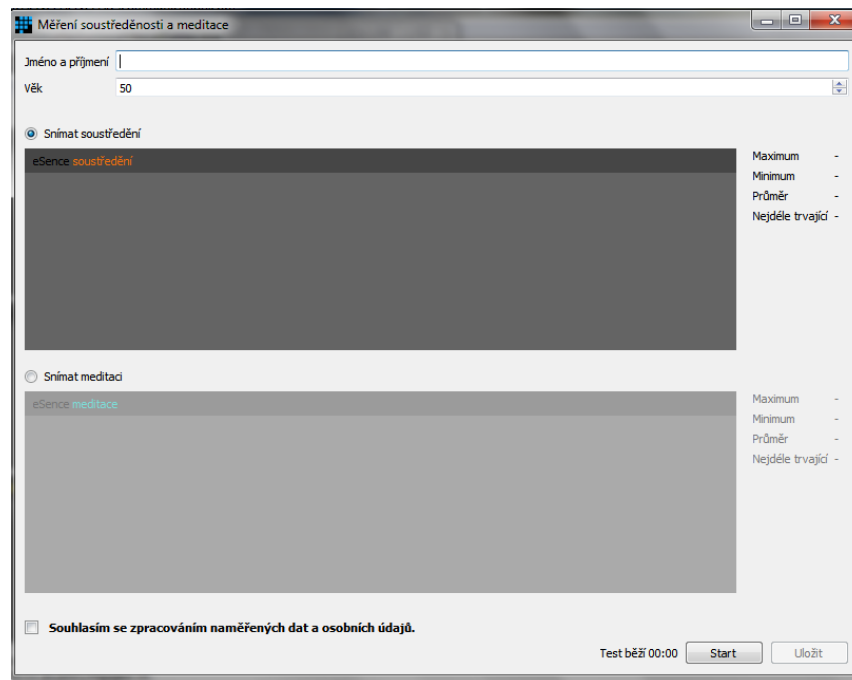 Měření soustředěnosti a meditace
Jméno a příjmení
Věk 50
Snímat soustředění
eSence soustředění
Maximum -
Minimum -
Průměr -
Nejdéle trvající -
Snímat meditaci
eSence meditace
Maximum -
Minimum -
Průměr -
Nejdéle trvající -
Souhlasím se zpracováním naměřených dat a osobních údajů.
Test běží 00:00 Start Uložit